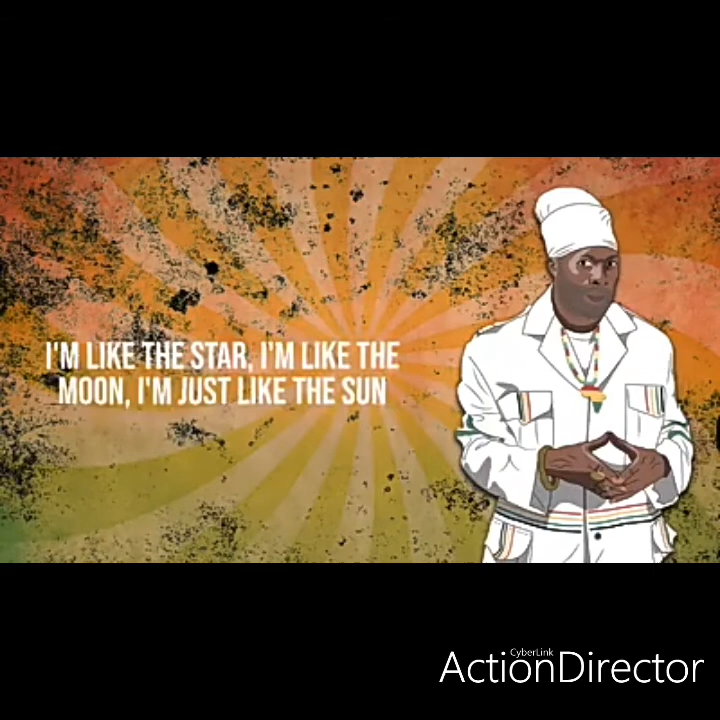 I'M LIKE THE STAR, I'M LIKE THE
MOON, I'M JUST LIKE THE SUN
CyberLink
ActionDirector